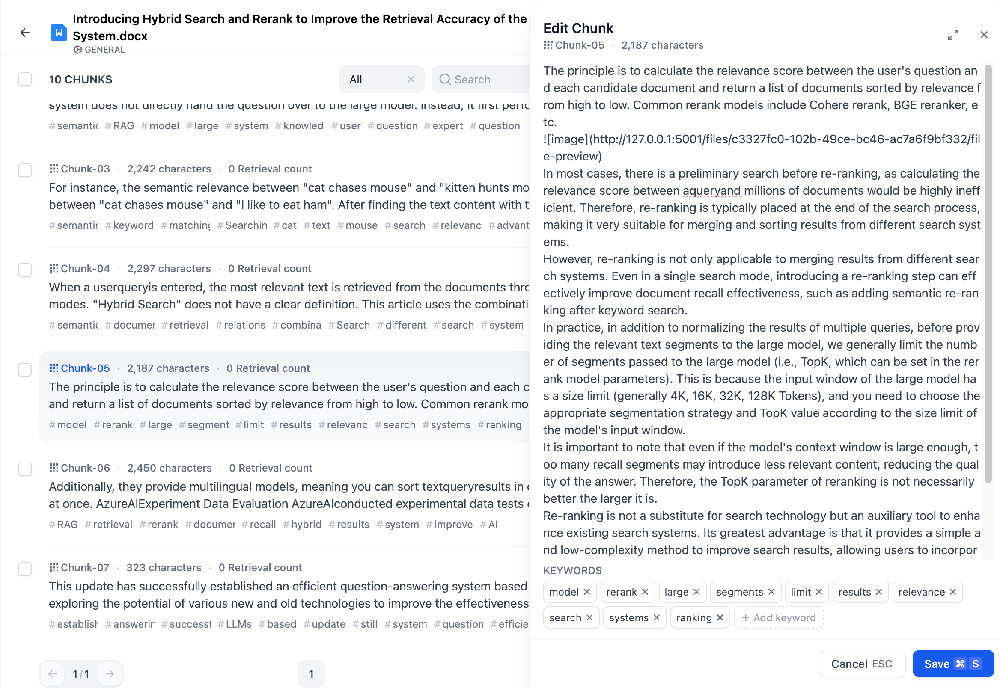 Introducing Hybrid Search and Rerank to Improve the Retrieval Accuracy of the
System.docx
GENERAL
10 CHUNKS
All
Search
system does not directly hand the question over to the large model. Instead, it first
# semantic # RAG # model # large # system # knowled # user # question # expert # question
Chunk-03 · 2,242 characters · 0 Retrieval count
For instance, the semantic relevance between "cat chases mouse" and "kitten hunts mo
between "cat chases mouse" and "I like to eat ham". After finding the text content with t
# semantic # keyword # matching # Searchin # cat # text # mouse # search # relevanc # advant
Chunk-04 · 2,297 characters · 0 Retrieval count
When a userqueryis entered, the most relevant text is retrieved from the documents thro
modes. "Hybrid Search" does not have a clear definition. This article uses the combinati
# semantic # documer # retrieval # relations # combina # Search # different # search # system
Chunk-05 · 2,187 characters · 0 Retrieval count
The principle is to calculate the relevance score between the user's question and each c
and return a list of documents sorted by relevance from high to low. Common rerank mo
# model # rerank # large # segment # limit # results # relevanc # search # systems # ranking
Chunk-06 · 2,450 characters · 0 Retrieval count
Additionally, they provide multilingual models, meaning you can sort textqueryresults in
at once. AzureAIExperiment Data Evaluation AzureAIconducted experimental data tests
# RAG # retrieval # rerank # documer # recall # hybrid # results # system # improve # AI
Chunk-07 · 323 characters · 0 Retrieval count
This update has successfully established an efficient question-answering system based
exploring the potential of various new and old technologies to improve the effectiveness
# establish # answerin # success # LLMs # based # update # still # system # question # efficie
1/1
1
Edit Chunk
Chunk-05 · 2,187 characters
The principle is to calculate the relevance score between the user's question an
d each candidate document and return a list of documents sorted by relevance f
rom high to low. Common rerank models include Cohere rerank, BGE reranker, e
tc.
![image](http://127.0.0.1:5001/files/c3327fc0-102b-49ce-bc46-ac7a6f9bf332/fil
e-preview)
In most cases, there is a preliminary search before re-ranking, as calculating the
relevance score between aqueryand millions of documents would be highly ineff
icient. Therefore, re-ranking is typically placed at the end of the search process,
making it very suitable for merging and sorting results from different search syst
ems.
However, re-ranking is not only applicable to merging results from different sear
ch systems. Even in a single search mode, introducing a re-ranking step can eff
ectively improve document recall effectiveness, such as adding semantic re-ran
king after keyword search.
In practice, in addition to normalizing the results of multiple queries, before prov
iding the relevant text segments to the large model, we generally limit the numb
er of segments passed to the large model (i.e., TopK, which can be set in the rer
ank model parameters). This is because the input window of the large model ha
s a size limit (generally 4K, 16K, 32K, 128K Tokens), and you need to choose the
appropriate segmentation strategy and TopK value according to the size limit of
the model's input window.
It is important to note that even if the model's context window is large enough, t
oo many recall segments may introduce less relevant content, reducing the qual
ity of the answer. Therefore, the TopK parameter of reranking is not necessarily
better the larger it is.
Re-ranking is not a substitute for search technology but an auxiliary tool to enha
nce existing search systems. Its greatest advantage is that it provides a simple a
nd low-complexity method to improve search results, allowing users to incorpor
KEYWORDS
model × rerank × large × segments × limit × results × relevance ×
search × systems × ranking × + Add keyword
Cancel ESC
Save ⌘ S